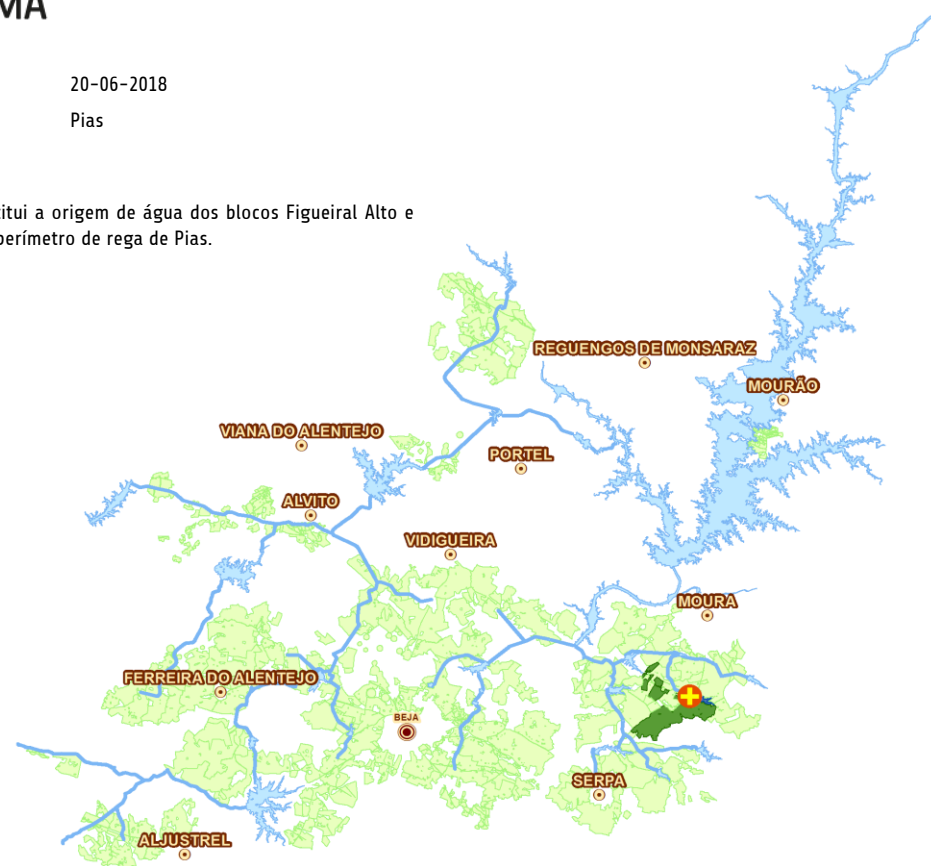 MA
20-06-2018
Pias
titui a origem de água dos blocos Figueiral Alto e
perímetro de rega de Pias.
REGUENGOS DE MONSARAZ
MOURÃO
VIANA DO ALENTEJO
PORTEL
ALVITO
VIDIGUEIRA
MOURA
FERREIRA DO ALENTEJO
BEJA
SERPA
ALJUSTREL